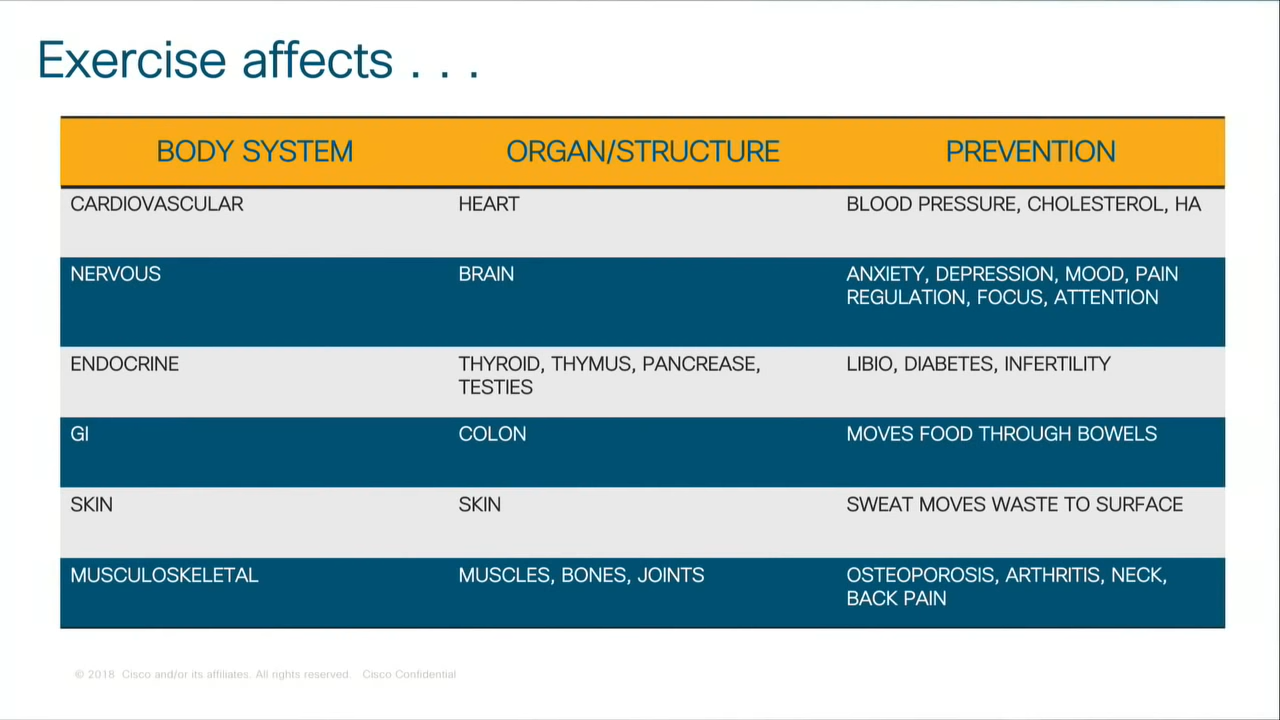 Exercise affects . . .
BODY SYSTEM ORGAN/STRUCTURE PREVENTION
CARDIOVASCULAR HEART BLOOD PRESSURE, CHOLESTEROL, HA
NERVOUS BRAIN ANXIETY, DEPRESSION, MOOD, PAIN
REGULATION, FOCUS, ATTENTION
ENDOCRINE THYROID, THYMUS, PANCREASE, LIBIO, DIABETES, INFERTILITY
TESTIES
GI COLON MOVES FOOD THROUGH BOWELS
SKIN SKIN SWEAT MOVES WASTE TO SURFACE
MUSCULOSKELETAL MUSCLES, BONES, JOINTS OSTEOPOROSIS, ARTHRITIS, NECK,
BACK PAIN
© 2018 Cisco and/or its affiliates. All rights reserved. Cisco Confidential